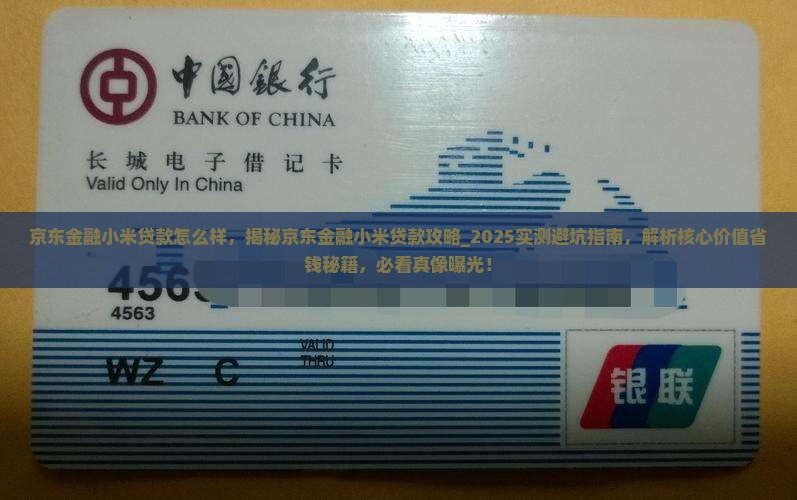 中國銀行
BANK OF CHINA
长城电子借记卡
Valid Only In China
京东金融小米贷款怎么样，揭秘京东金融小米贷款攻略_2025实测避坑指南，解析核心价值省
钱秘籍，必看真像曝光！
456
4563
VALID
THRU
WZ C
银联